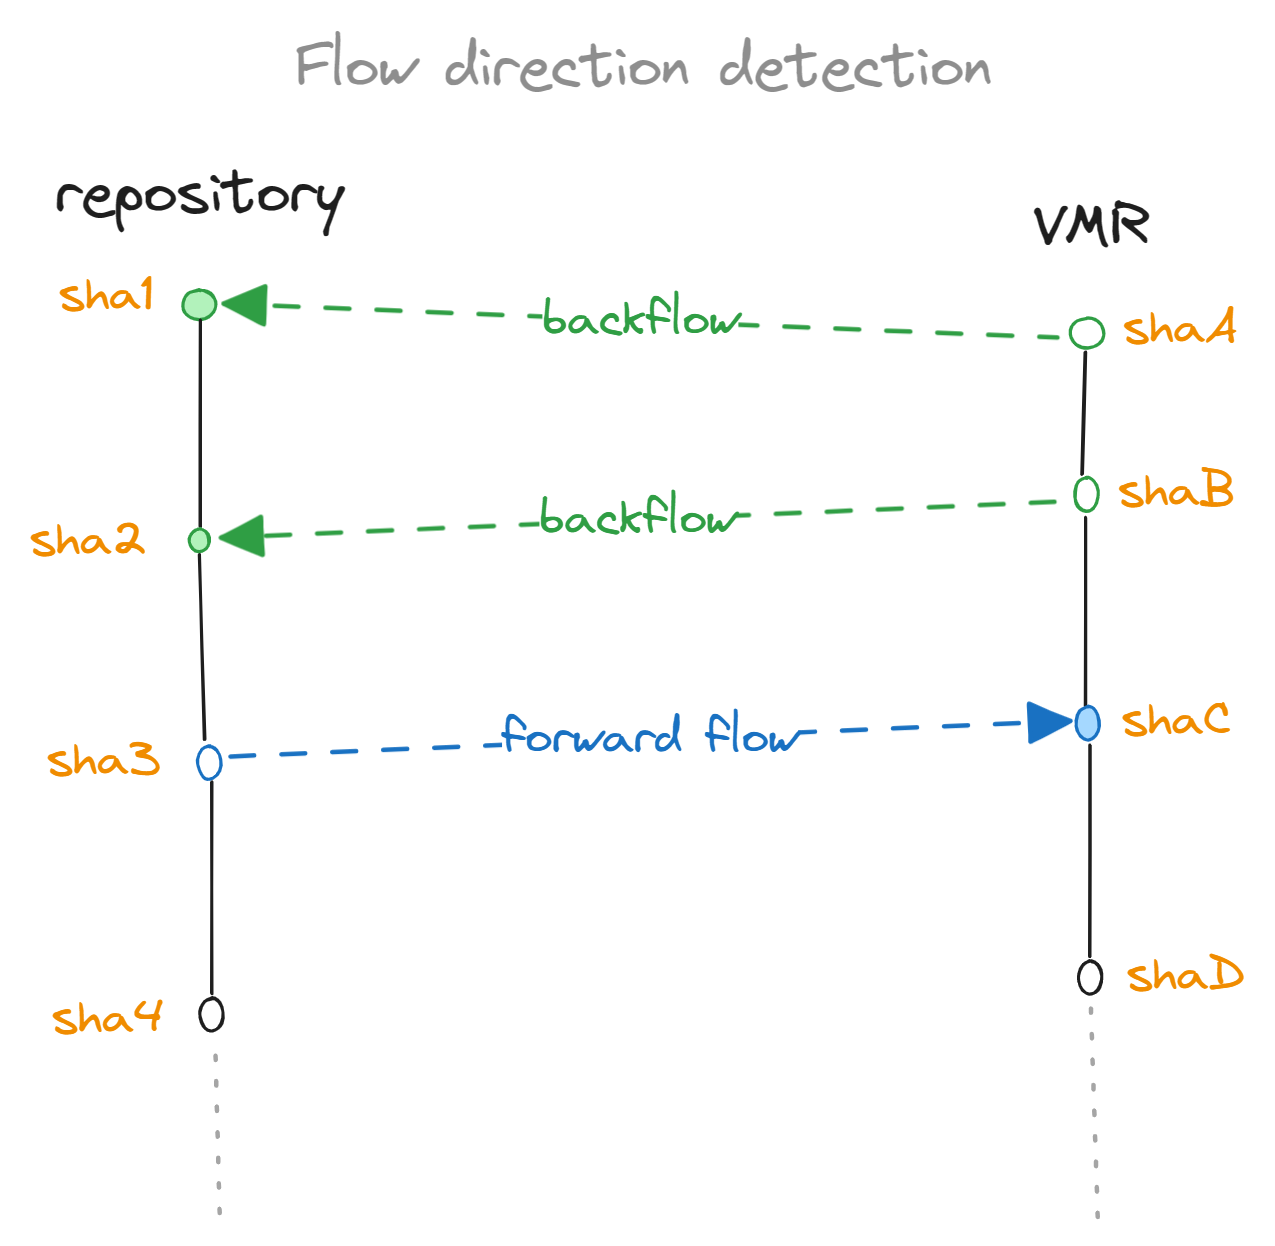 Flow direction detection
repository
VMR
sha1
backflow
shaA
shaB
backflow
sha2
shaC
forward flow
sha3
shaD
sha4